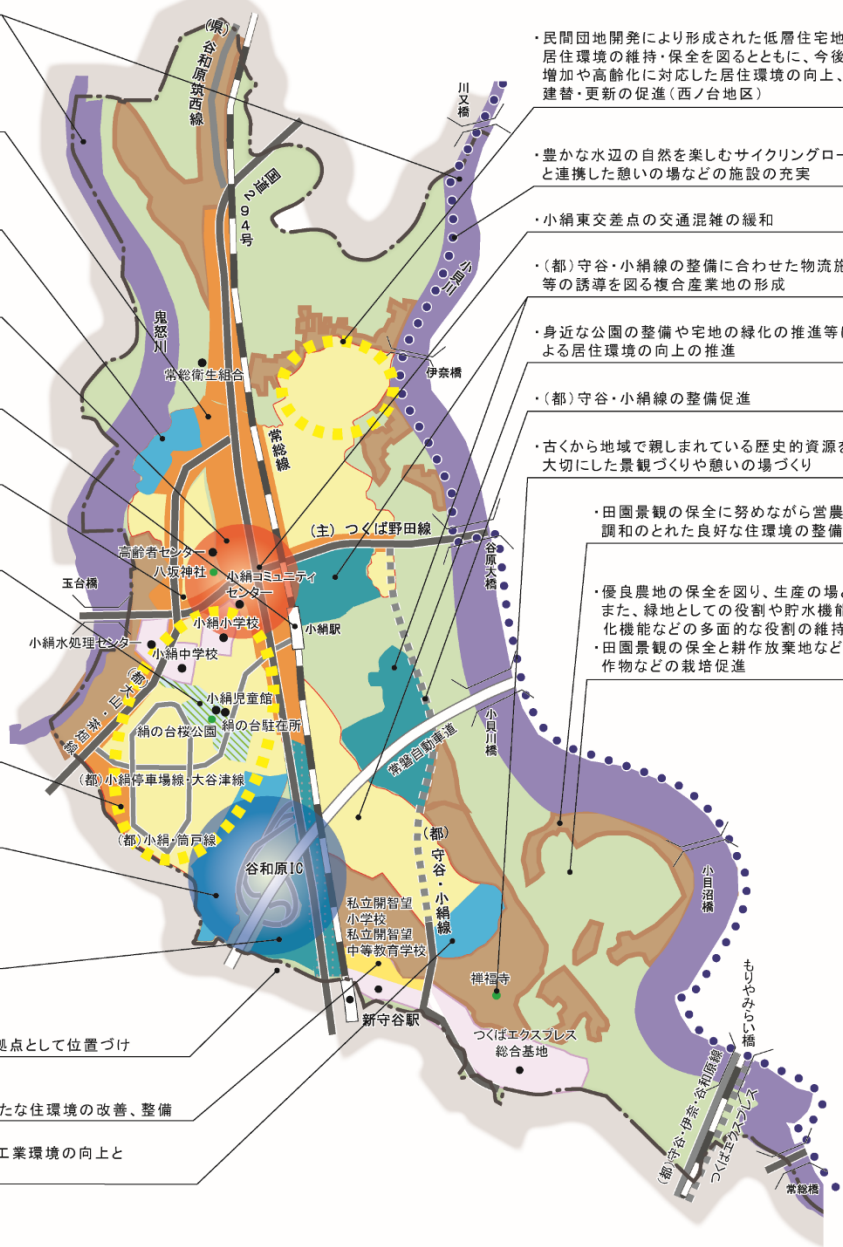 (県)谷和原筑西線
国道294号
川又橋
・民間団地開発により形成された低層住宅地
居住環境の維持・保全を図るとともに、今後
増加や高齢化に対応した居住環境の向上、
建替・更新の促進(西ノ台地区)
・豊かな水辺の自然を楽しむサイクリングロー
と連携した憩いの場などの施設の充実
・小絹東交差点の交通混雑の緩和
・(都)守谷・小絹線の整備に合わせた物流施
等の誘導を図る複合産業地の形成
・身近な公園の整備や宅地の緑化の推進等に
よる居住環境の向上の推進
・(都)守谷・小絹線の整備促進
・古くから地域で親しまれている歴史的資源を
大切にした景観づくりや憩いの場づくり
・田園景観の保全に努めながら営農
調和のとれた良好な住環境の整備
・優良農地の保全を図り、生産の場と
また、緑地としての役割や貯水機能
化機能などの多面的な役割の維持
・田園景観の保全と耕作放棄地など
作物などの栽培促進
小貝川
鬼怒川
伊奈橋
常総衛生組合
常総線
(主)つくば野田線
谷原大橋
高齢者センター
八坂神社
小絹コミュニティ
センター
玉台橋
小絹小学校
小絹駅
小絹水処理センター
小絹中学校
小絹児童館
絹の台桜公園
絹の台駐在所
小貝川橋
常磐自動車道
(都)小絹停車場線・大谷津線
(都)小絹・筒戸線
(都)守谷・小絹線
谷和原IC
小目沼橋
私立開智望
小学校
私立開智望
中等教育学校
禅福寺
もりやみらい橋
新守谷駅
つくばエクスプレス
総合基地
点として位置づけ
たな住環境の改善、整備
工業環境の向上と
(都)守谷・伊奈・谷和原線
つくばエクスプレス
常総橋